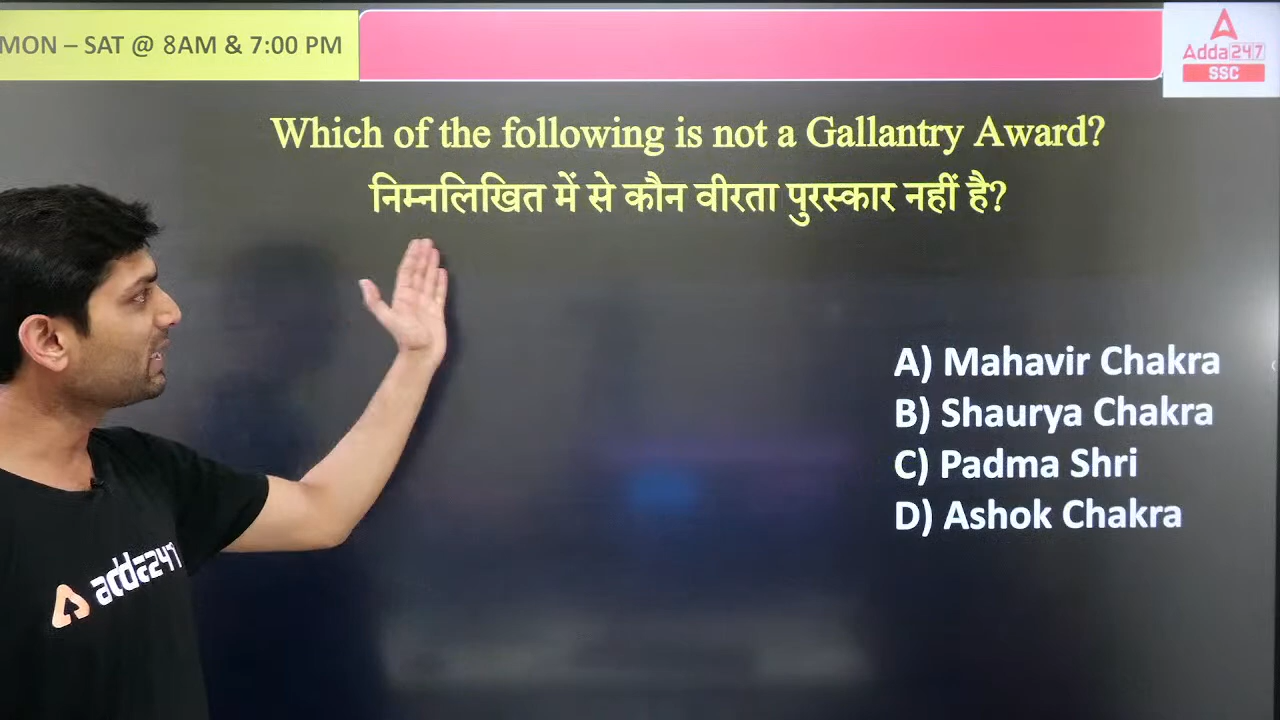 MON – SAT @ 8AM & 7:00 PM
Adda247
SSC
Which of the following is not a Gallantry Award?
निम्नलिखित में से कौन वीरता पुरस्कार नहीं है?
A) Mahavir Chakra
B) Shaurya Chakra
C) Padma Shri
D) Ashok Chakra
adda247